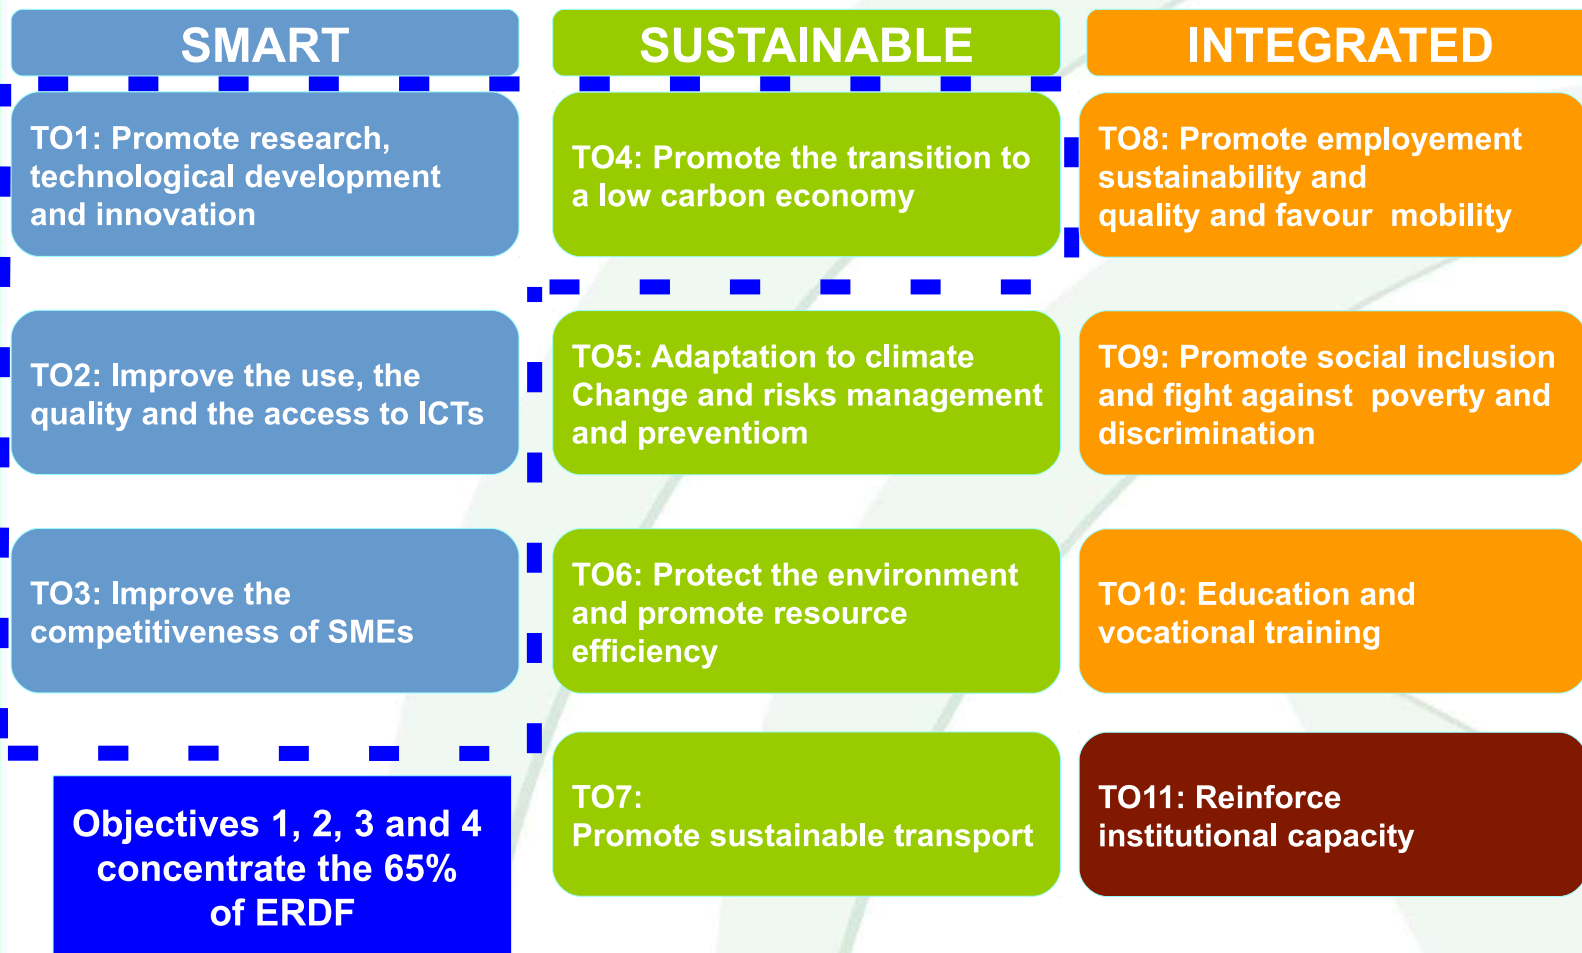 SMART
TO1: Promote research,
technological development
and innovation
TO2: Improve the use, the
quality and the access to ICTs
TO3: Improve the
competitiveness of SMEs
Objectives 1, 2, 3 and 4
concentrate the 65%
of ERDF
SUSTAINABLE
TO4: Promote the transition to
a low carbon economy
TO5: Adaptation to climate
Change and risks management
and preventiom
TO6: Protect the environment
and promote resource
efficiency
TO7:
Promote sustainable transport
INTEGRATED
TO8: Promote employement
sustainability and
quality and favour  mobility
TO9: Promote social inclusion
and fight against  poverty and
discrimination
TO10: Education and
vocational training
TO11: Reinforce
institutional capacity